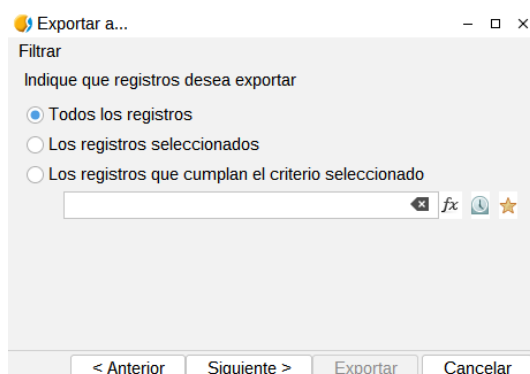 Exportar a...
Filtrar
Indique que registros desea exportar
Todos los registros
Los registros seleccionados
Los registros que cumplan el criterio seleccionado
fx
< Anterior Siguiente > Exportar Cancelar